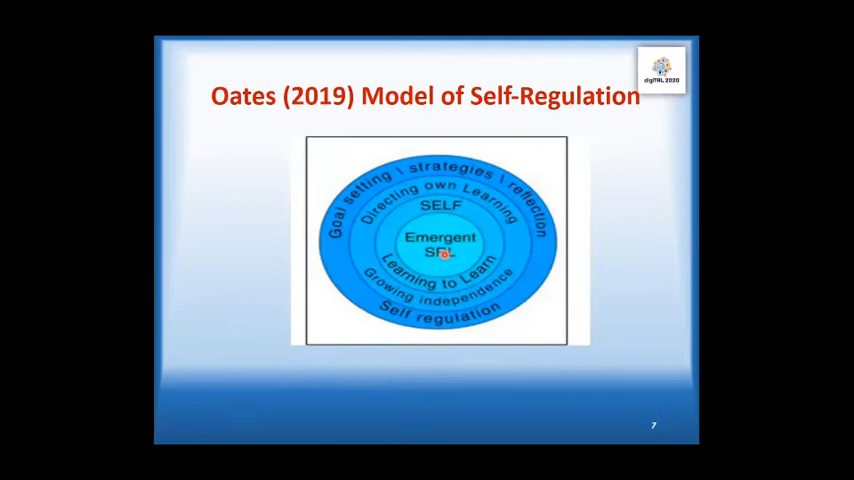 digITAL 2020
Oates (2019) Model of Self-Regulation
Goal setting \ strategies \ reflection
Directing own Learning
SELF
Emergent
SRL
Learning to Learn
Growing independence
Self regulation
7